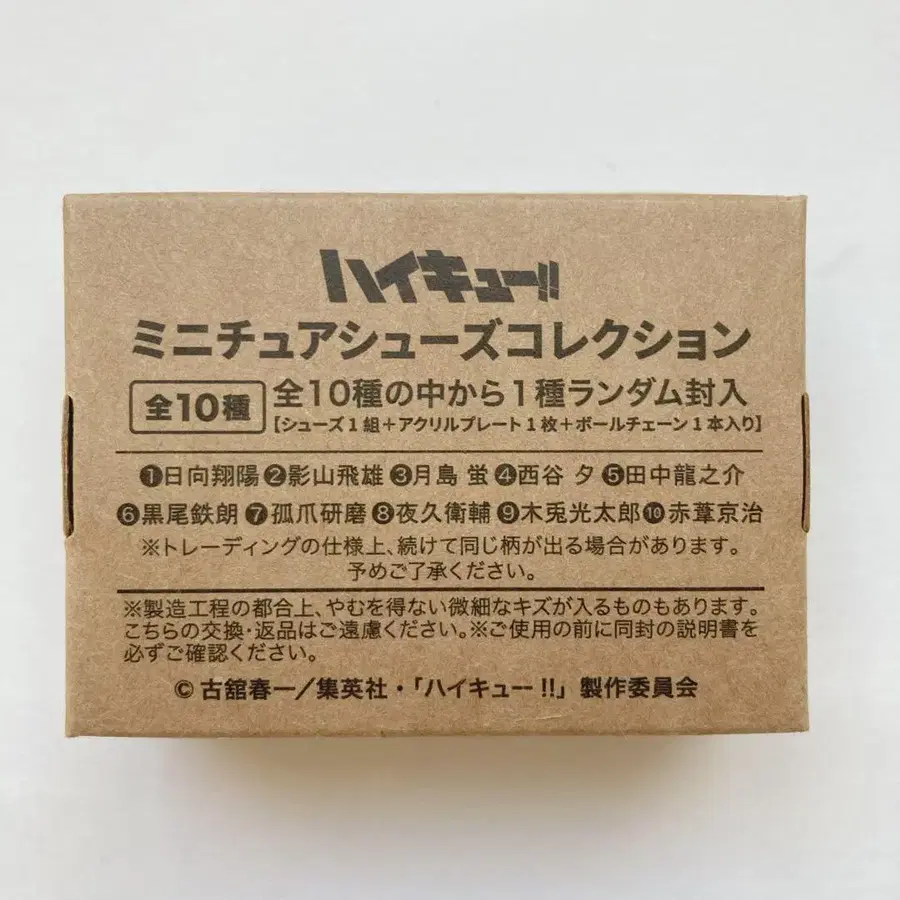 ハイキュー!!
ミニチュアシューズコレクション
全10種 全10種の中から1種ランダム封入
【シューズ1組+アクリルプレート1枚+ボールチェーン1本入り】
❶日向翔陽❷影山飛雄❸月島 蛍❹西谷 夕❺田中龍之介
❻黒尾鉄朗❼孤爪研磨❽夜久衛輔❾木兎光太郎❿赤葦京治
※トレーディングの仕様上、続けて同じ柄が出る場合があります。
予めご了承ください。
※製造工程の都合上、やむを得ない微細なキズが入るものもあります。
こちらの交換・返品はご遠慮ください。※ご使用の前に同封の説明書を
必ずご確認ください。
© 古舘春一/集英社・「ハイキュー!!」製作委員会